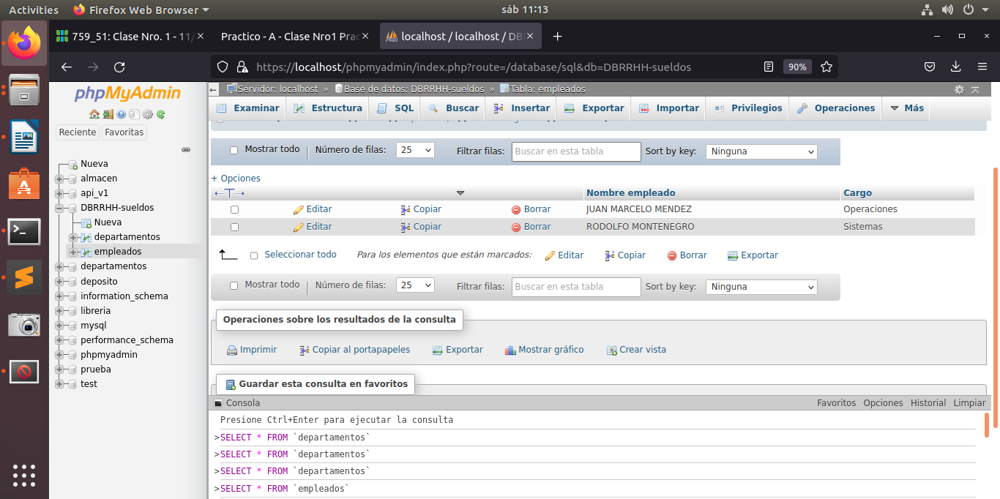 Activities Firefox Web Browser sáb 11:13
759_51: Clase Nro. 1 - 11/ Practico - A - Clase Nro1 Prac localhost / localhost / DB
https://localhost/phpmyadmin/index.php?route=/database/sql&db=DBRRHH-sueldos 90%
phpMyAdmin
Reciente Favoritas
Nueva
almacen
api_v1
DBRRHH-sueldos
Nueva
departamentos
empleados
departamentos
deposito
information_schema
libreria
mysql
performance_schema
phpmyadmin
prueba
test
Servidor: localhost » Base de datos: DBRRHH-sueldos » Tabla: empleados
Examinar Estructura SQL Buscar Insertar Exportar Importar Privilegios Operaciones Más
Mostrar todo Número de filas: 25 Filtrar filas: Buscar en esta tabla Sort by key: Ninguna
+ Opciones
Nombre empleado Cargo
Editar Copiar Borrar JUAN MARCELO MENDEZ Operaciones
Editar Copiar Borrar RODOLFO MONTENEGRO Sistemas
Seleccionar todo Para los elementos que están marcados: Editar Copiar Borrar Exportar
Mostrar todo Número de filas: 25 Filtrar filas: Buscar en esta tabla Sort by key: Ninguna
Operaciones sobre los resultados de la consulta
Imprimir Copiar al portapapeles Exportar Mostrar gráfico Crear vista
Guardar esta consulta en favoritos
Consola Favoritos Opciones Historial Limpiar
Presione Ctrl+Enter para ejecutar la consulta
>SELECT * FROM `departamentos`
>SELECT * FROM `departamentos`
>SELECT * FROM `departamentos`
>SELECT * FROM `empleados`